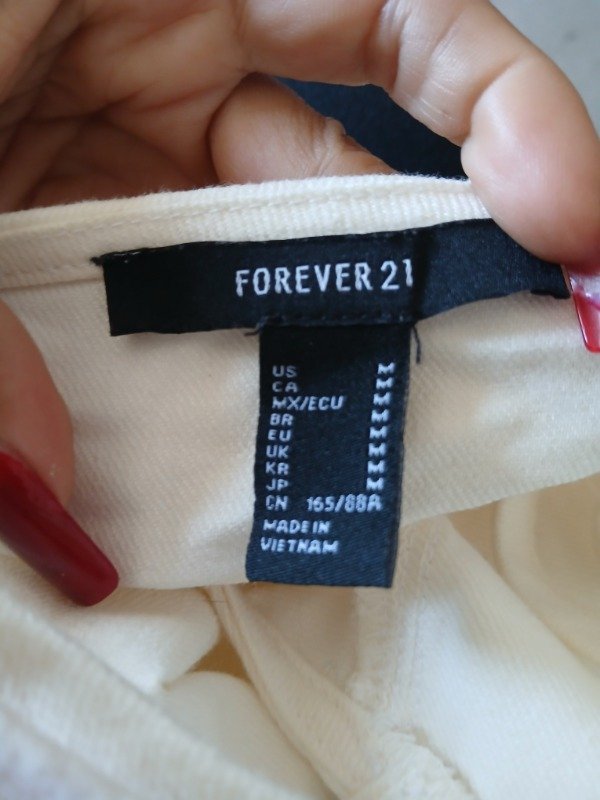 FOREVER 21
US M
CA M
MX/ECU M
BR M
EU M
UK M
KR M
JP M
CN 165/88A
MADE IN
VIETNAM